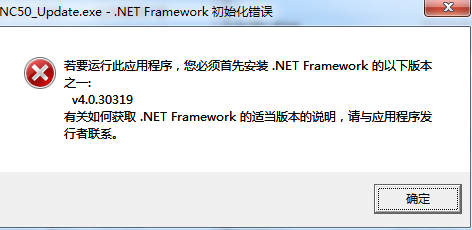 NC50_Update.exe - .NET Framework 初始化错误
若要运行此应用程序，您必须首先安装 .NET Framework 的以下版本
之一:
v4.0.30319
有关如何获取 .NET Framework 的适当版本的说明，请与应用程序发
行者联系。
确定